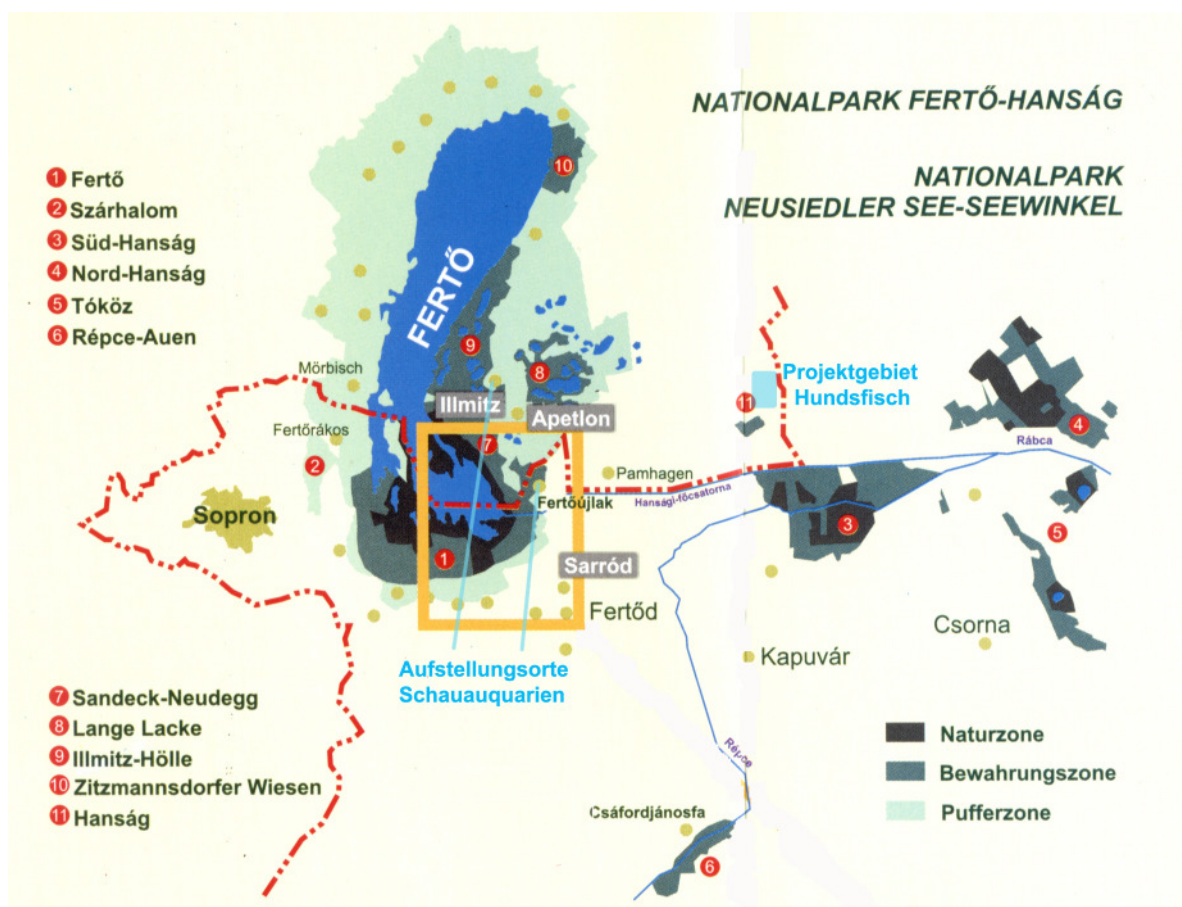 NATIONALPARK FERTŐ-HANSÁG
NATIONALPARK
NEUSIEDLER SEE-SEEWINKEL
1 Fertő
2 Szárhalom
3 Süd-Hanság
4 Nord-Hanság
5 Tóköz
6 Répce-Auen
10
FERTŐ
9
8
Mörbisch
Illmitz
Apetlon
Projektgebiet
Hundsfisch
11
4
Fertőrákos
7
Rábca
2
Pamhagen
Hansági-főcsatorna
Sopron
Fertőújlak
3
5
1
Sarród
Fertőd
Csorna
Kapuvár
Aufstellungsorte
Schauauquarien
7 Sandeck-Neudegg
8 Lange Lacke
9 Illmitz-Hölle
10 Zitzmannsdorfer Wiesen
11 Hanság
Répce
Csáfordjánosfa
6
Naturzone
Bewahrungszone
Pufferzone